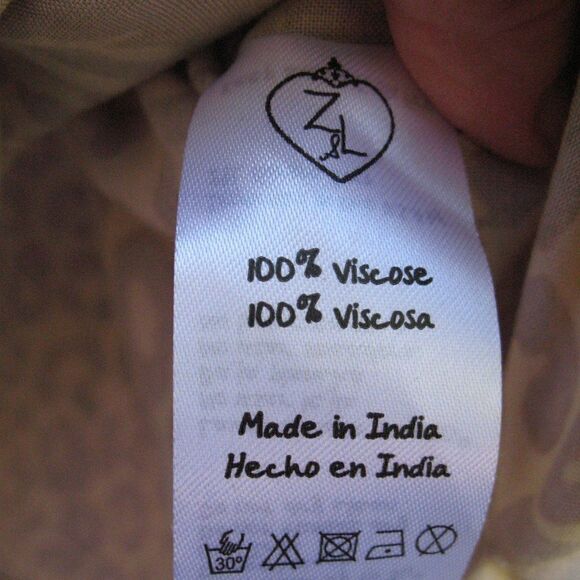 Z&L
100% Viscose
100% Viscosa
Made in India
Hecho en India
30°